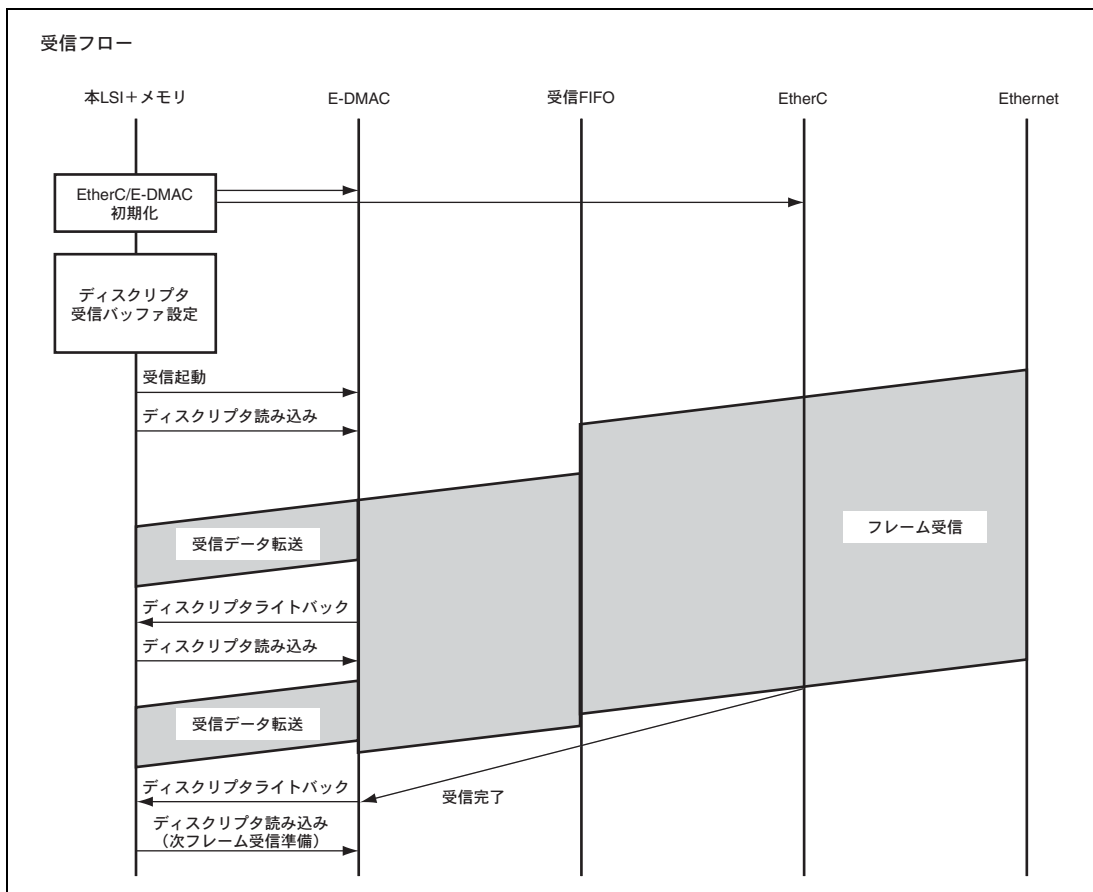 受信フロー
本LSI＋メモリ
E-DMAC
受信FIFO
EtherC
Ethernet
EtherC/E-DMAC
初期化
ディスクリプタ
受信バッファ設定
受信起動
ディスクリプタ読み込み
フレーム受信
受信データ転送
ディスクリプタライトバック
ディスクリプタ読み込み
受信データ転送
ディスクリプタライトバック
受信完了
ディスクリプタ読み込み
（次フレーム受信準備）